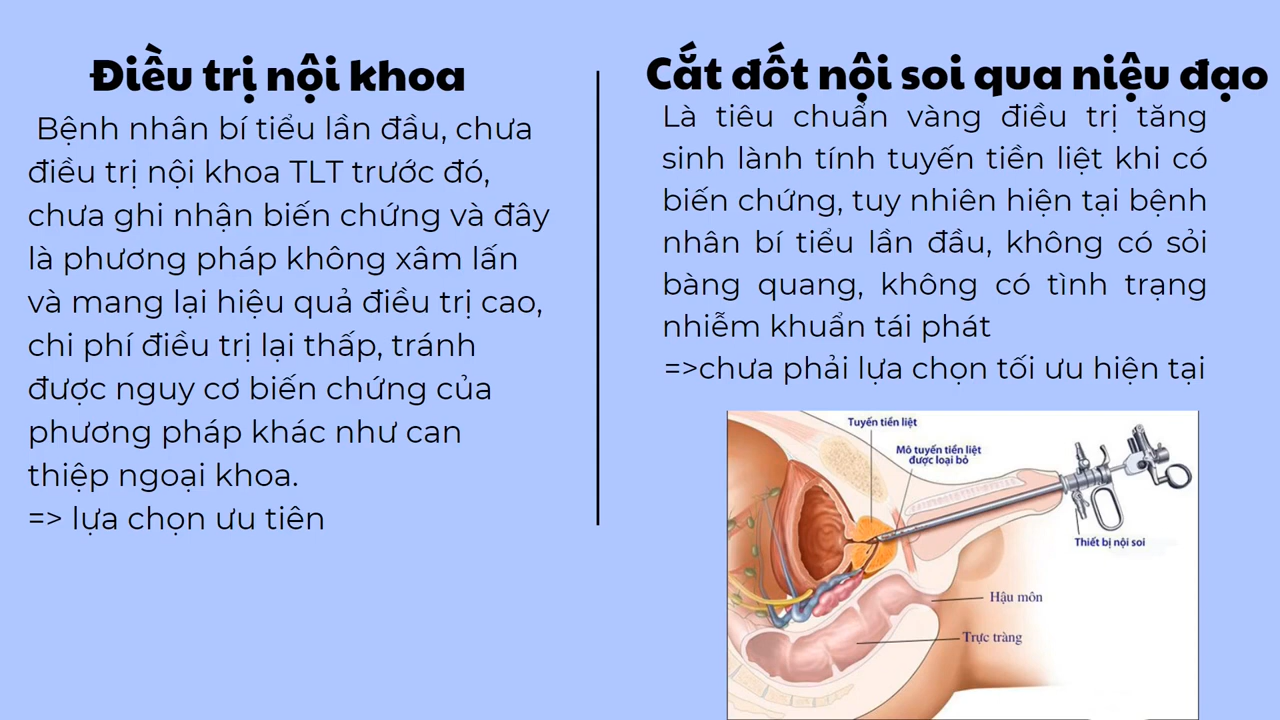 Điều trị nội khoa
Bệnh nhân bí tiểu lần đầu, chưa
điều trị nội khoa TLT trước đó,
chưa ghi nhận biến chứng và đây
là phương pháp không xâm lấn
và mang lại hiệu quả điều trị cao,
chi phí điều trị lại thấp, tránh
được nguy cơ biến chứng của
phương pháp khác như can
thiệp ngoại khoa.
=> lựa chọn ưu tiên
Cắt đốt nội soi qua niệu đạo
Là tiêu chuẩn vàng điều trị tăng
sinh lành tính tuyến tiền liệt khi có
biến chứng, tuy nhiên hiện tại bệnh
nhân bí tiểu lần đầu, không có sỏi
bàng quang, không có tình trạng
nhiễm khuẩn tái phát
=>chưa phải lựa chọn tối ưu hiện tại
Tuyến tiền liệt
Mô tuyến tiền liệt
được loại bỏ
Thiết bị nội soi
Hậu môn
Trực tràng